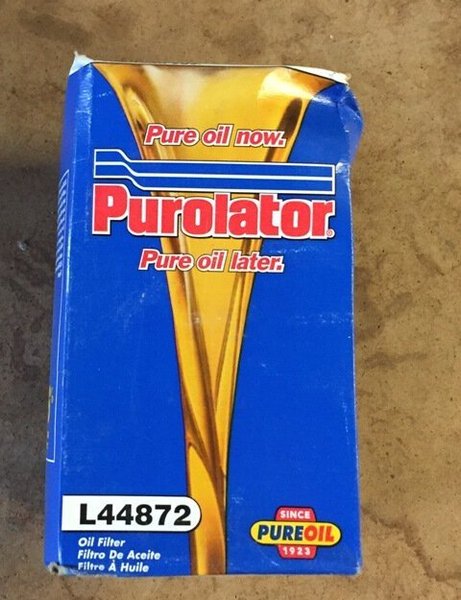 Pure oil now.
Purolator®
Pure oil later.
L44872
Oil Filter
Filtro De Aceite
Filtre À Huile
SINCE
PUREOIL
1923